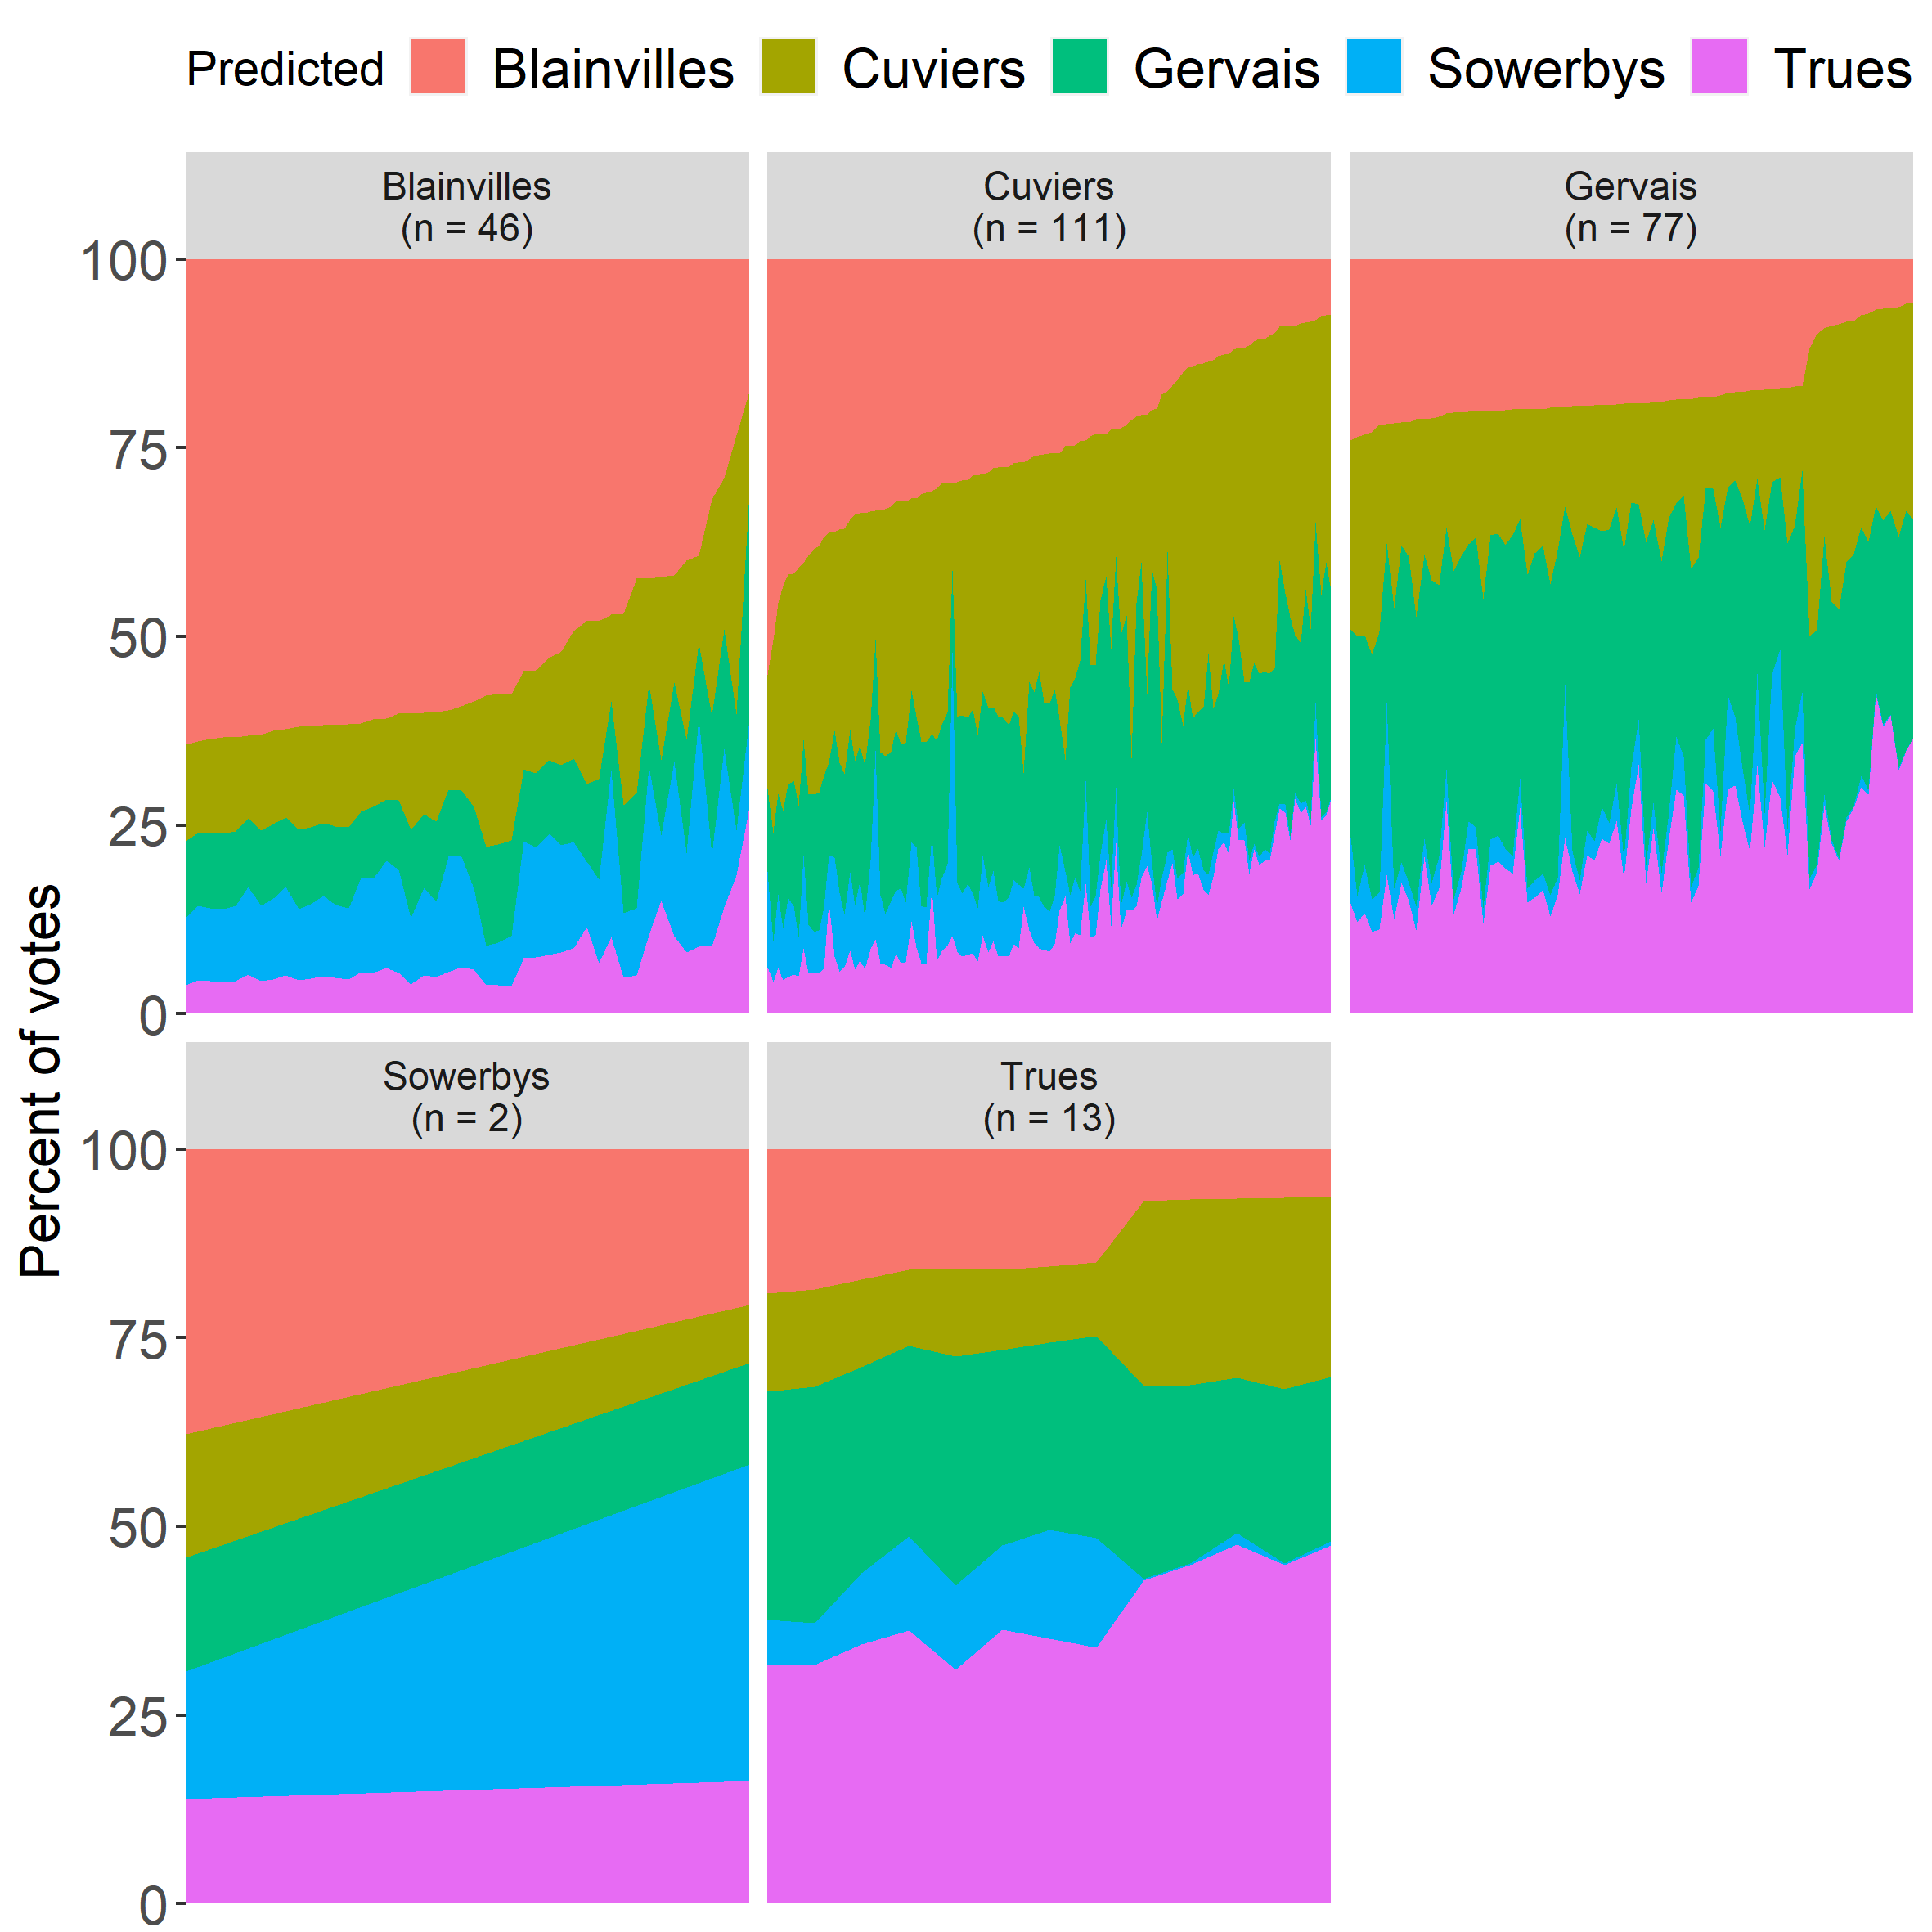 Predicted Blainvilles Cuviers Gervais Sowerbys Trues
Blainvilles
(n = 46)
Cuviers
(n = 111)
Gervais
(n = 77)
100
75
50
25
0
Percent of votes
Sowerbys
(n = 2)
Trues
(n = 13)
100
75
50
25
0